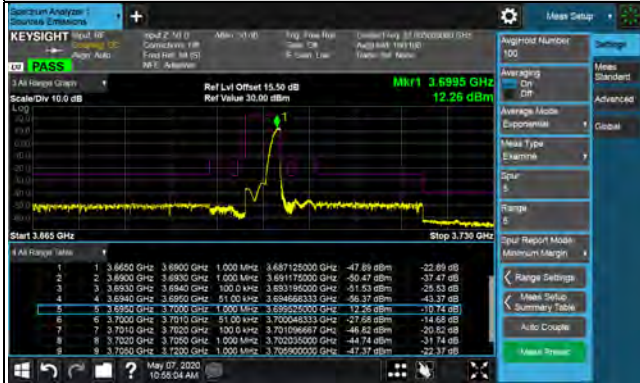 Spectrum Analyzer 1
Spurious Emissions
+
Meas Setup
KEYSIGHT Input: RF
Coupling: DC
Align: Auto
Input Z: 50 Ω
Corrections: Off
Freq Ref: Int (S)
NFE: Adaptive
Trig: Free Run
Gate: Off
IF Gain: Low
PASS
3 All Range Graph
Scale/Div 10.0 dB
Ref Lvl Offset 15.50 dB
Ref Value 30.00 dBm
Mkr1 3.6995 GHz
12.26 dBm
Log
1
Start 3.665 GHz
Stop 3.730 GHz
4 All Range Table
1 1 3.6650 GHz 3.6900 GHz 1.000 MHz 3.687125000 GHz -47.89 dBm -22.89 dB
2 2 3.6900 GHz 3.6930 GHz 1.000 MHz 3.691175000 GHz -50.47 dBm -37.47 dB
3 3 3.6930 GHz 3.6940 GHz 100.0 kHz 3.693195000 GHz -51.53 dBm -25.53 dB
4 4 3.6940 GHz 3.6950 GHz 51.00 kHz 3.694668333 GHz -56.37 dBm -43.37 dB
5 5 3.6950 GHz 3.7000 GHz 1.000 MHz 3.699525000 GHz 12.26 dBm -10.74 dB
6 6 3.7000 GHz 3.7010 GHz 51.00 kHz 3.700046333 GHz -27.68 dBm -14.68 dB
7 7 3.7010 GHz 3.7020 GHz 100.0 kHz 3.701096667 GHz -46.82 dBm -20.82 dB
8 8 3.7020 GHz 3.7050 GHz 1.000 MHz 3.702035000 GHz -44.74 dBm -31.74 dB
9 9 3.7050 GHz 3.7200 GHz 1.000 MHz 3.705900000 GHz -47.37 dBm -22.37 dB
Avg|Hold Number
100
Averaging
On
Off
Average Mode
Exponential
Meas Type
Examine
Spur
5
Range
5
Spur Report Mode
Minimum Margin
Range Settings
Meas Setup
Summary Table
Auto Couple
Meas Preset
Settings
Meas
Standard
Advanced
Global
?
May 07, 2020
10:55:04 AM